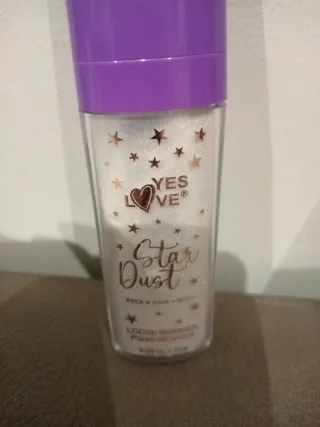 YES
LOVE®
Star
Dust
FACE • HAIR • BODY
LOOSE SHIMMER